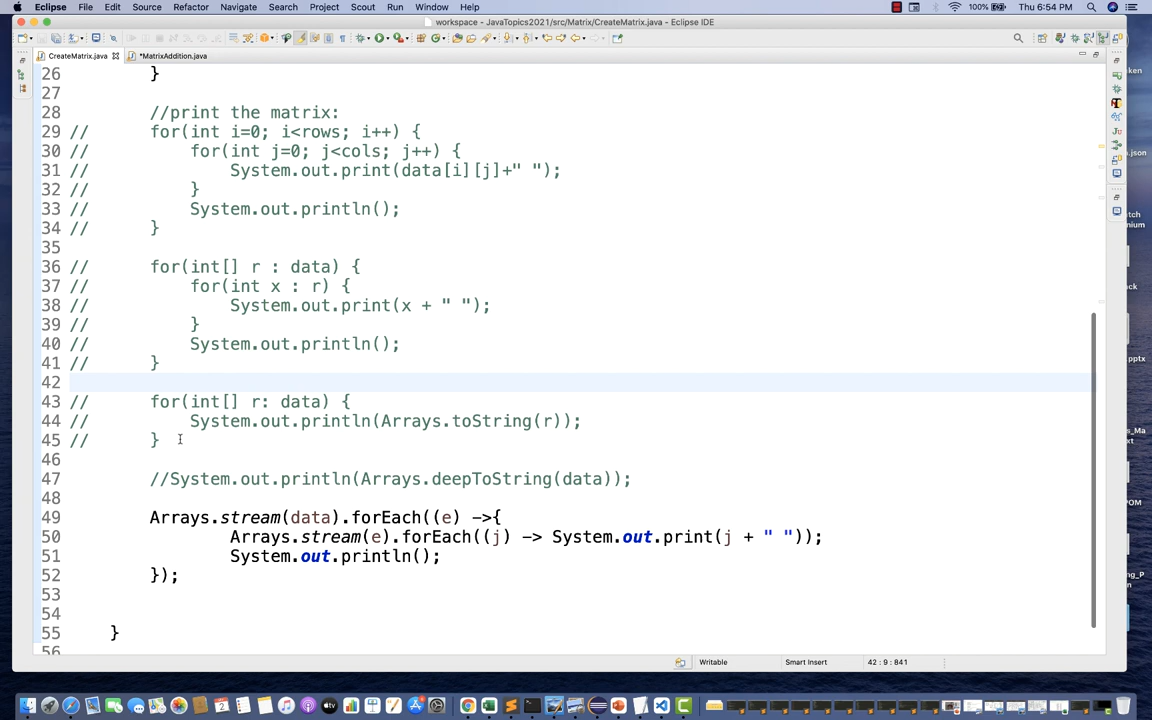 Eclipse File Edit Source Refactor Navigate Search Project Scout Run Window Help 100% Thu 6:54 PM
workspace - JavaTopics2021/src/Matrix/CreateMatrix.java - Eclipse IDE
CreateMatrix.java *MatrixAddition.java
26 }
27
28 //print the matrix:
29 // for(int i=0; i<rows; i++) {
30 // for(int j=0; j<cols; j++) {
31 // System.out.print(data[i][j]+" ");
32 // }
33 // System.out.println();
34 // }
35
36 // for(int[] r : data) {
37 // for(int x : r) {
38 // System.out.print(x + " ");
39 // }
40 // System.out.println();
41 // }
42
43 // for(int[] r: data) {
44 // System.out.println(Arrays.toString(r));
45 // }
46
47 //System.out.println(Arrays.deepToString(data));
48
49 Arrays.stream(data).forEach((e) ->{
50 Arrays.stream(e).forEach((j) -> System.out.print(j + " "));
51 System.out.println();
52 });
53
54
55 }
56
Writable Smart Insert 42 : 9 : 841